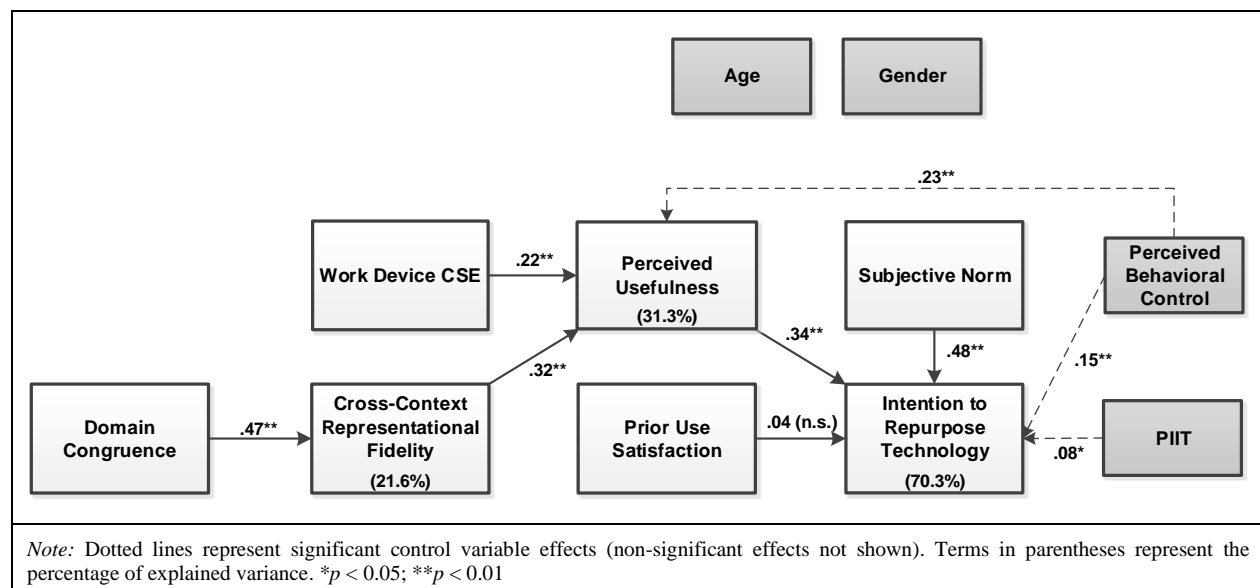 Age
Gender
.23**
Work Device CSE
.22**
Perceived
Usefulness
(31.3%)
Subjective Norm
Perceived
Behavioral
Control
.34**
.48**
.15**
.32**
Domain
Congruence
.47**
Cross-Context
Representational
Fidelity
(21.6%)
Prior Use
Satisfaction
.04 (n.s.)
Intention to
Repurpose
Technology
(70.3%)
.08*
PIIT
Note: Dotted lines represent significant control variable effects (non-significant effects not shown). Terms in parentheses represent the
percentage of explained variance. *p < 0.05; **p < 0.01